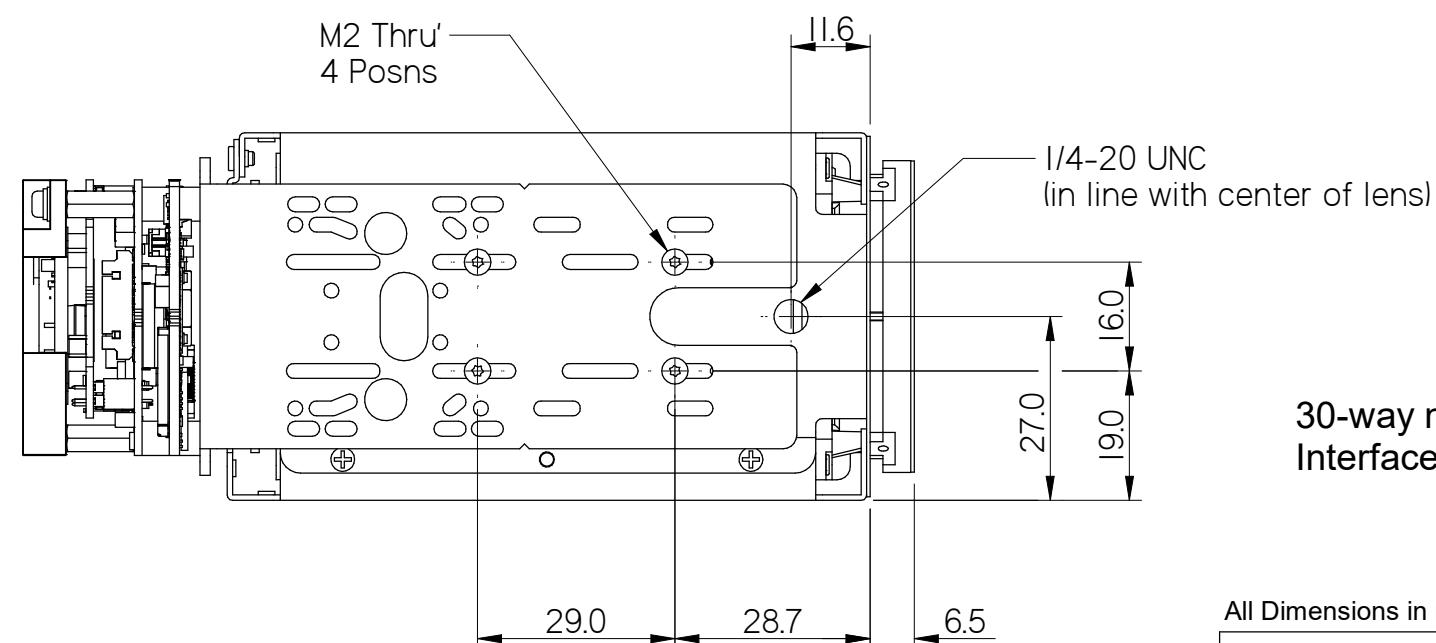 M2 Thru'
4 Posns
11.6
1/4-20 UNC
(in line with center of lens)
16.0
27.0
19.0
30-way
Interface
29.0
28.7
6.5
All Dimensions in